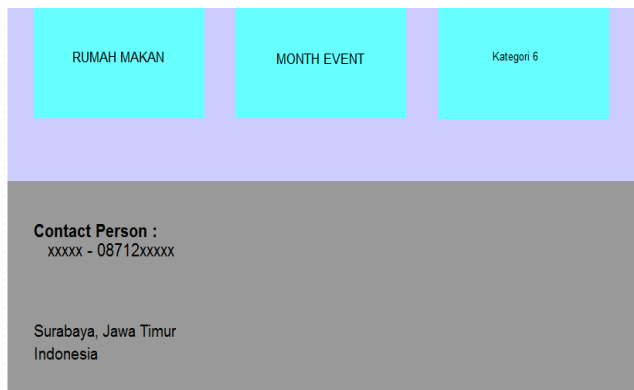 RUMAH MAKAN
MONTH EVENT
Kategori 6
Contact Person :
xxxxx - 08712xxxxx
Surabaya, Jawa Timur
Indonesia